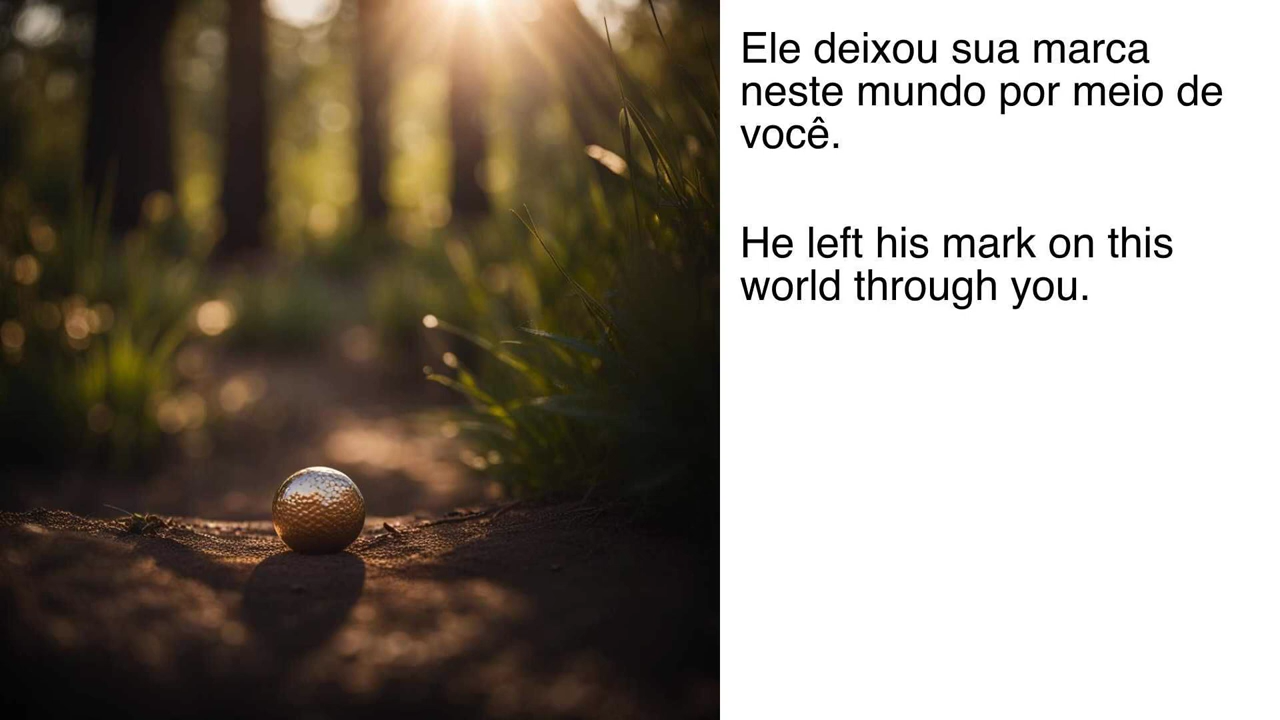 Ele deixou sua marca
neste mundo por meio de
você.
He left his mark on this
world through you.